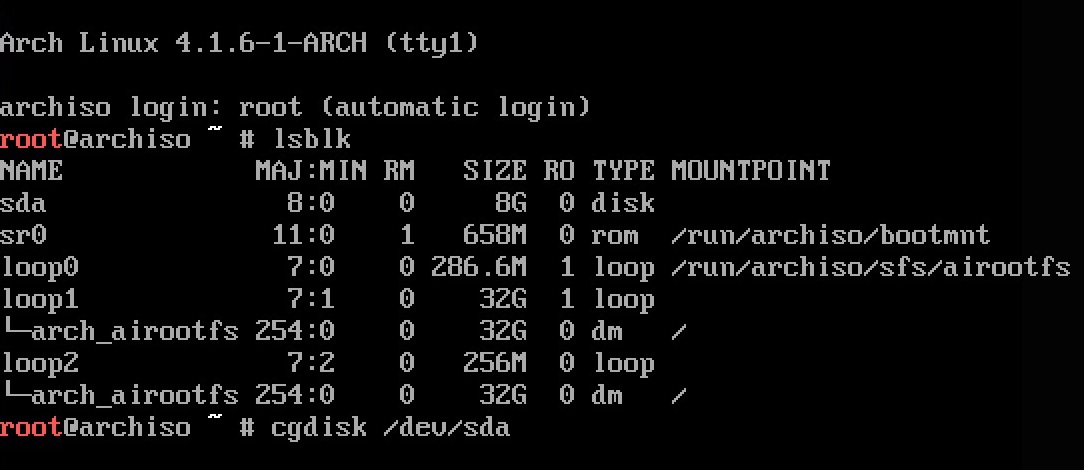 Arch Linux 4.1.6-1-ARCH (tty1)
archiso login: root (automatic login)
root@archiso ~ # lsblk
NAME            MAJ:MIN RM   SIZE RO TYPE MOUNTPOINT
sda               8:0    0     8G  0 disk
sr0              11:0    1   658M  0 rom  /run/archiso/bootmnt
loop0             7:0    0 286.6M  1 loop /run/archiso/sfs/airootfs
loop1             7:1    0    32G  1 loop
└─arch_airootfs 254:0    0    32G  0 dm   /
loop2             7:2    0   256M  0 loop
└─arch_airootfs 254:0    0    32G  0 dm   /
root@archiso ~ # cgdisk /dev/sda